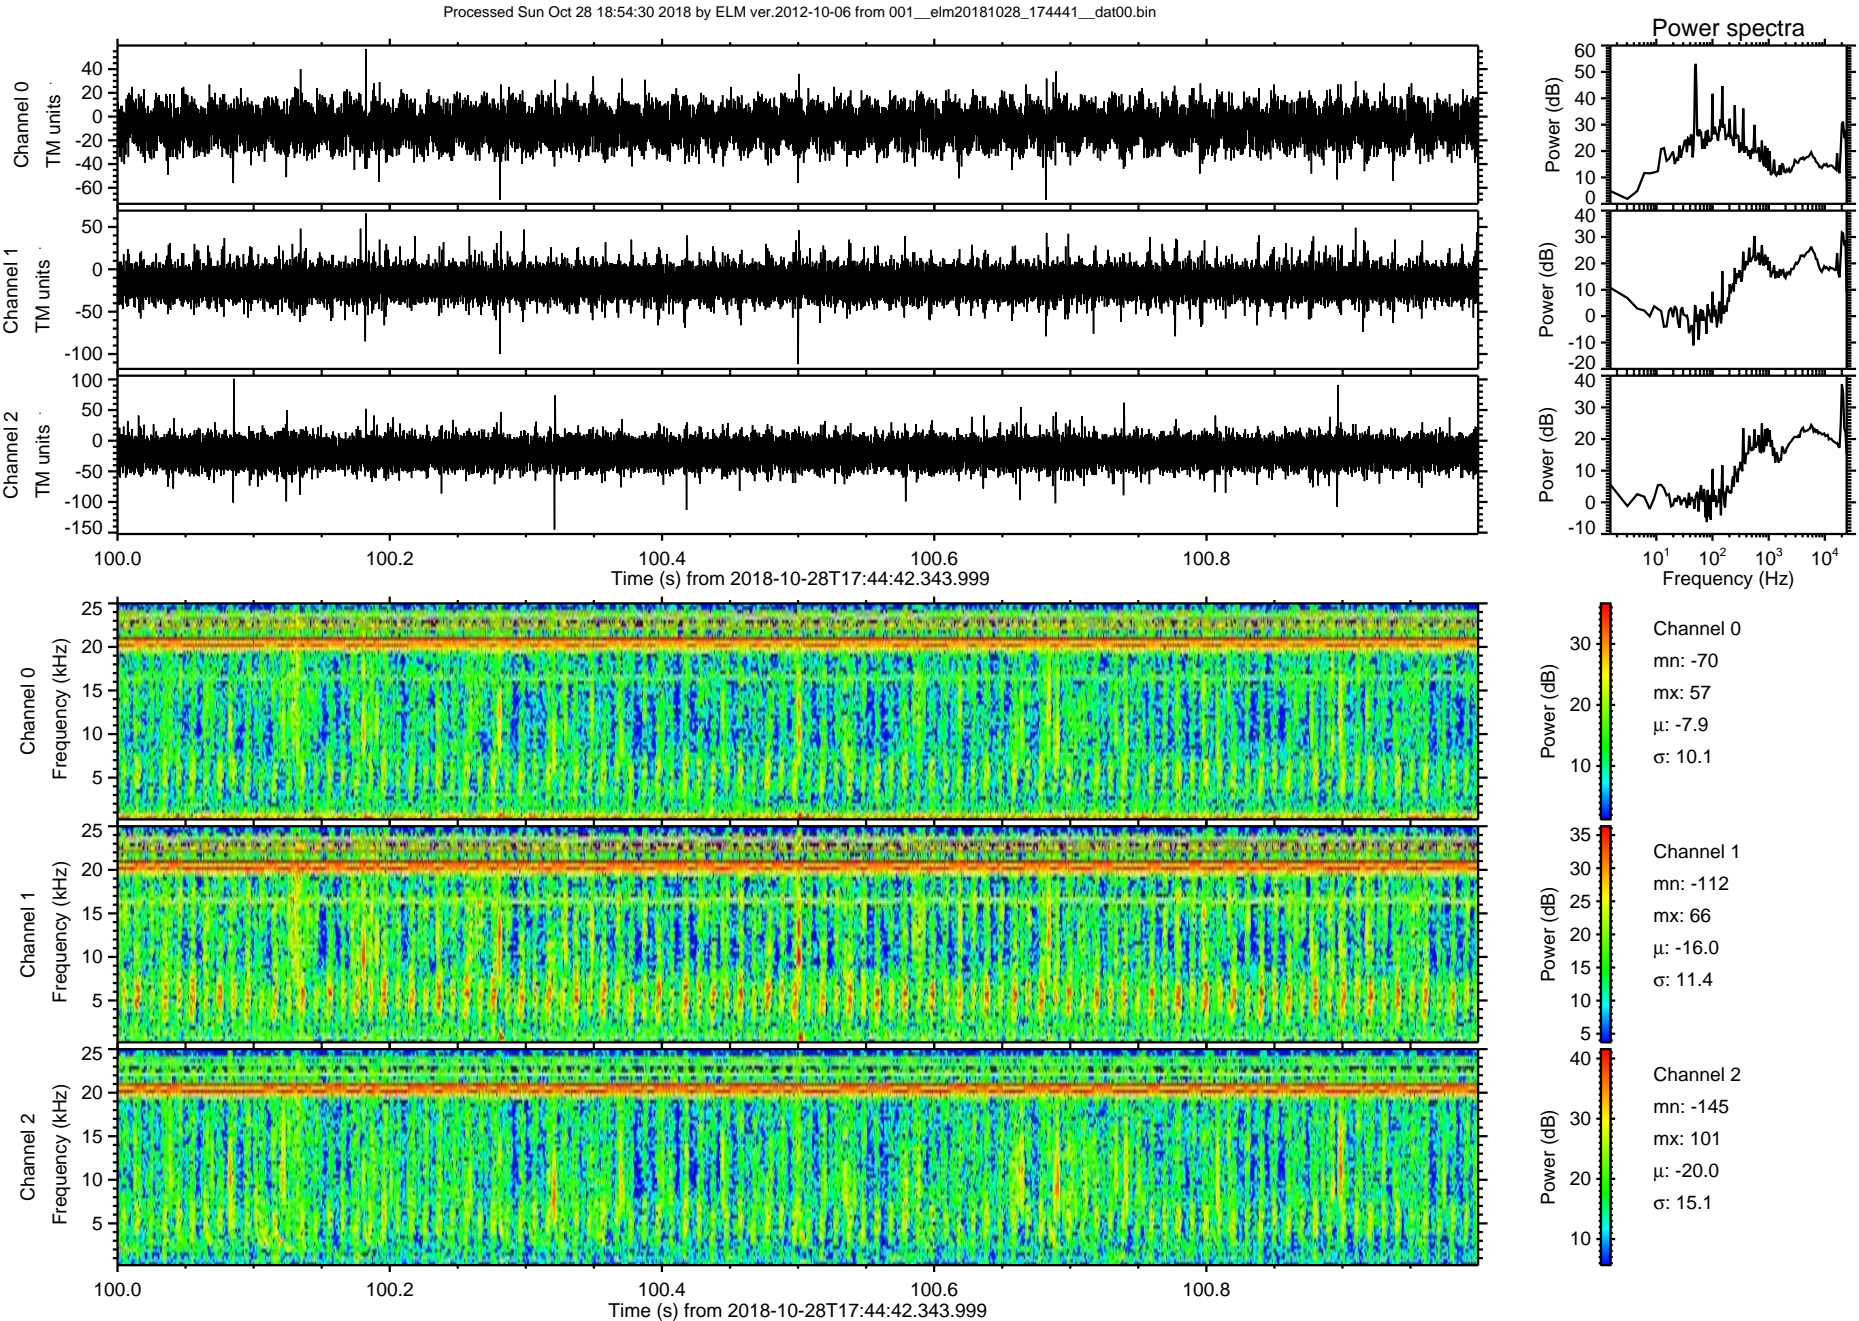 Processed Sun Oct 28 18:54:30 2018 by ELM ver.2012-10-06 from 001__elm20181028_174441__dat00.bin
Power spectra
Channel 0
TM units
40
20
0
-20
-40
-60
Power (dB)
60
50
40
30
20
10
0
Channel 1
TM units
50
0
-50
-100
Power (dB)
40
30
20
10
0
-10
-20
Channel 2
TM units
100
50
0
-50
-100
-150
Power (dB)
40
30
20
10
0
-10
100.0 100.2 100.4 100.6 100.8
Time (s) from 2018-10-28T17:44:42.343.999
10^1 10^2 10^3 10^4
Frequency (Hz)
Channel 0
Frequency (kHz)
25
20
15
10
5
Power (dB)
30
20
10
Channel 0
mn: -70
mx: 57
μ: -7.9
σ: 10.1
Channel 1
Frequency (kHz)
25
20
15
10
5
Power (dB)
35
30
25
20
15
10
5
Channel 1
mn: -112
mx: 66
μ: -16.0
σ: 11.4
Channel 2
Frequency (kHz)
25
20
15
10
5
Power (dB)
40
30
20
10
Channel 2
mn: -145
mx: 101
μ: -20.0
σ: 15.1
100.0 100.2 100.4 100.6 100.8
Time (s) from 2018-10-28T17:44:42.343.999